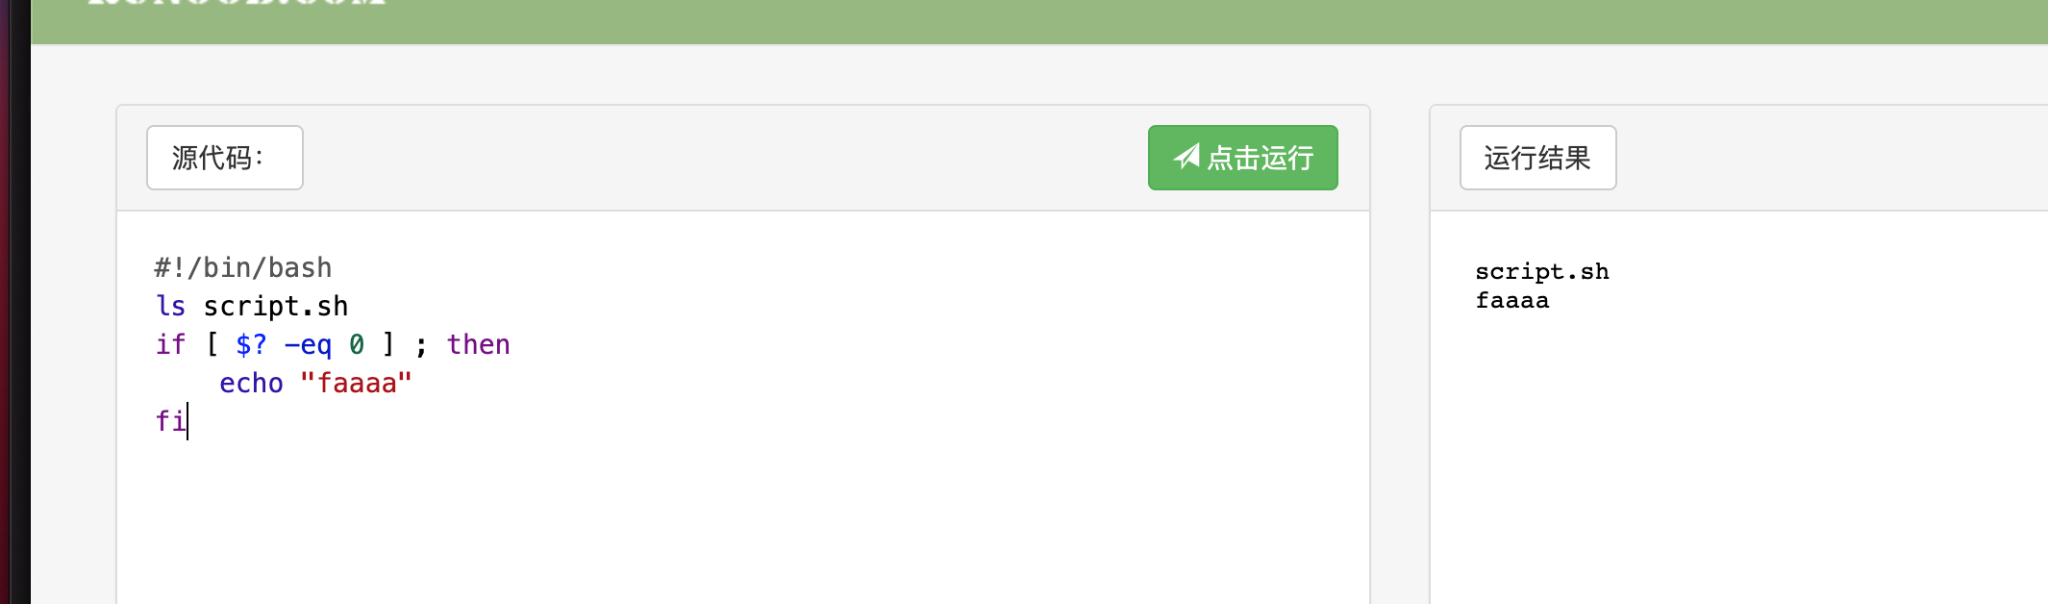 源代码：
点击运行
#!/bin/bash
ls script.sh
if [ $? -eq 0 ] ; then
    echo "faaaa"
fi
运行结果
script.sh
faaaa